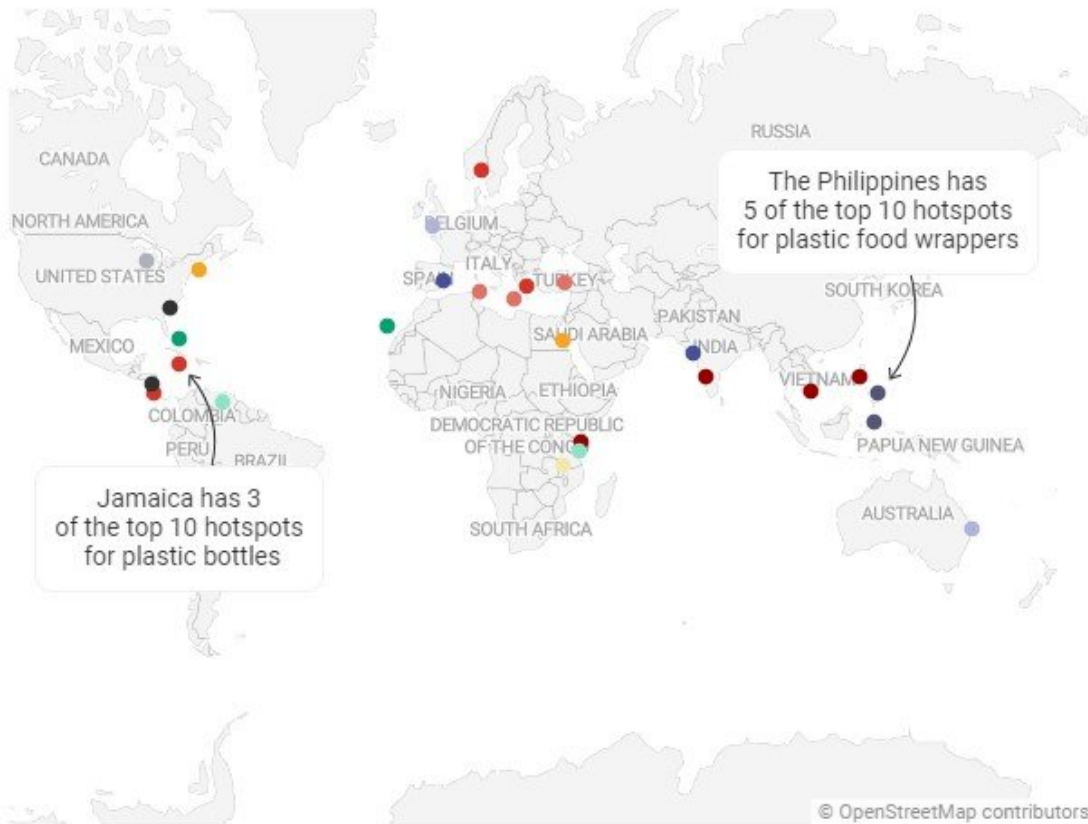 RUSSIA
CANADA
The Philippines has
5 of the top 10 hotspots
for plastic food wrappers
NORTH AMERICA
BELGIUM
ITALY
UNITED STATES
SPAIN
TURKEY
SOUTH KOREA
PAKISTAN
MEXICO
SAUDI ARABIA
INDIA
VIETNAM
NIGERIA
ETHIOPIA
COLOMBIA
DEMOCRATIC REPUBLIC
OF THE CONGO
PERU
PAPUA NEW GUINEA
BRAZIL
Jamaica has 3
of the top 10 hotspots
for plastic bottles
AUSTRALIA
SOUTH AFRICA
© OpenStreetMap contributors